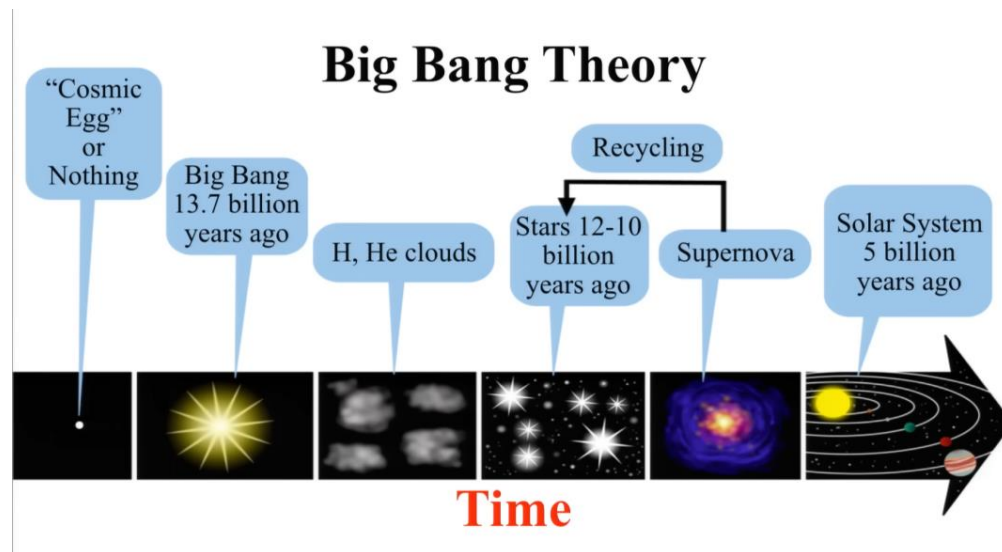 Big Bang Theory
“Cosmic
Egg”
or
Nothing
Big Bang
13.7 billion
years ago
H, He clouds
Recycling
Stars 12-10
billion
years ago
Supernova
Solar System
5 billion
years ago
Time